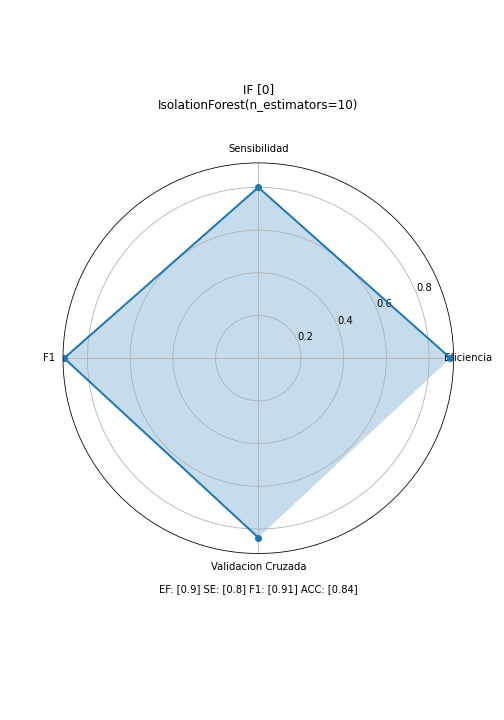 IF [0]
IsolationForest(n_estimators=10)
Sensibilidad
0.8
0.6
0.4
0.2
F1
Eficiencia
Validacion Cruzada
EF: [0.9] SE: [0.8] F1: [0.91] ACC: [0.84]